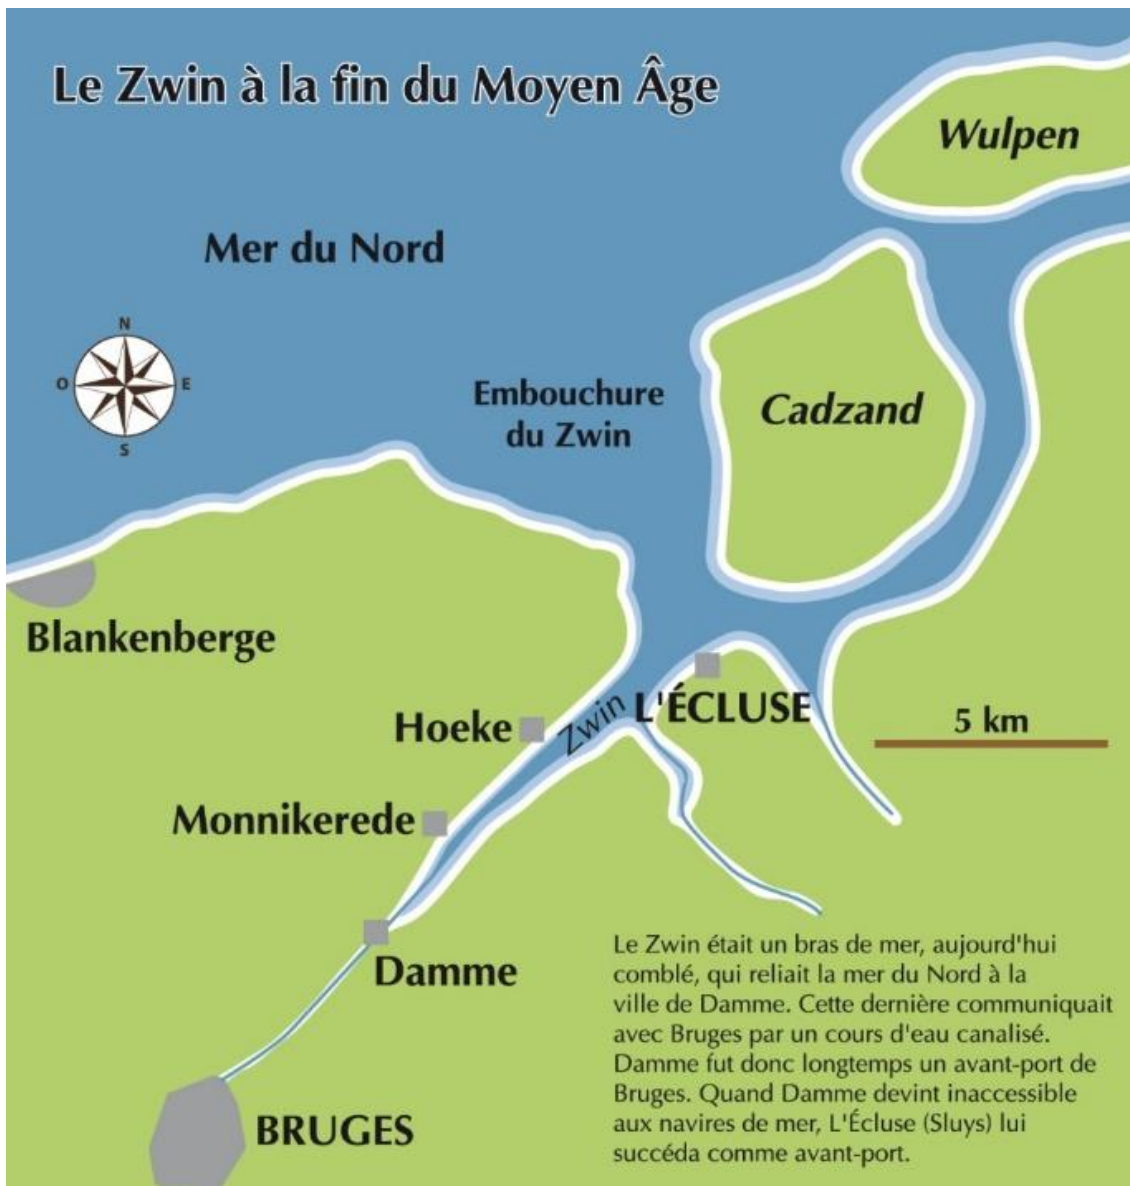 Le Zwin à la fin du Moyen Âge
Wulpen
Mer du Nord
N
O
E
S
Embouchure
du Zwin
Cadzand
Blankenberge
L'ÉCLUSE
Zwin
Hoeke
5 km
Monnikerede
Damme
BRUGES
Le Zwin était un bras de mer, aujourd'hui
comblé, qui reliait la mer du Nord à la
ville de Damme. Cette dernière communiquait
avec Bruges par un cours d'eau canalisé.
Damme fut donc longtemps un avant-port de
Bruges. Quand Damme devint inaccessible
aux navires de mer, L'Écluse (Sluys) lui
succéda comme avant-port.